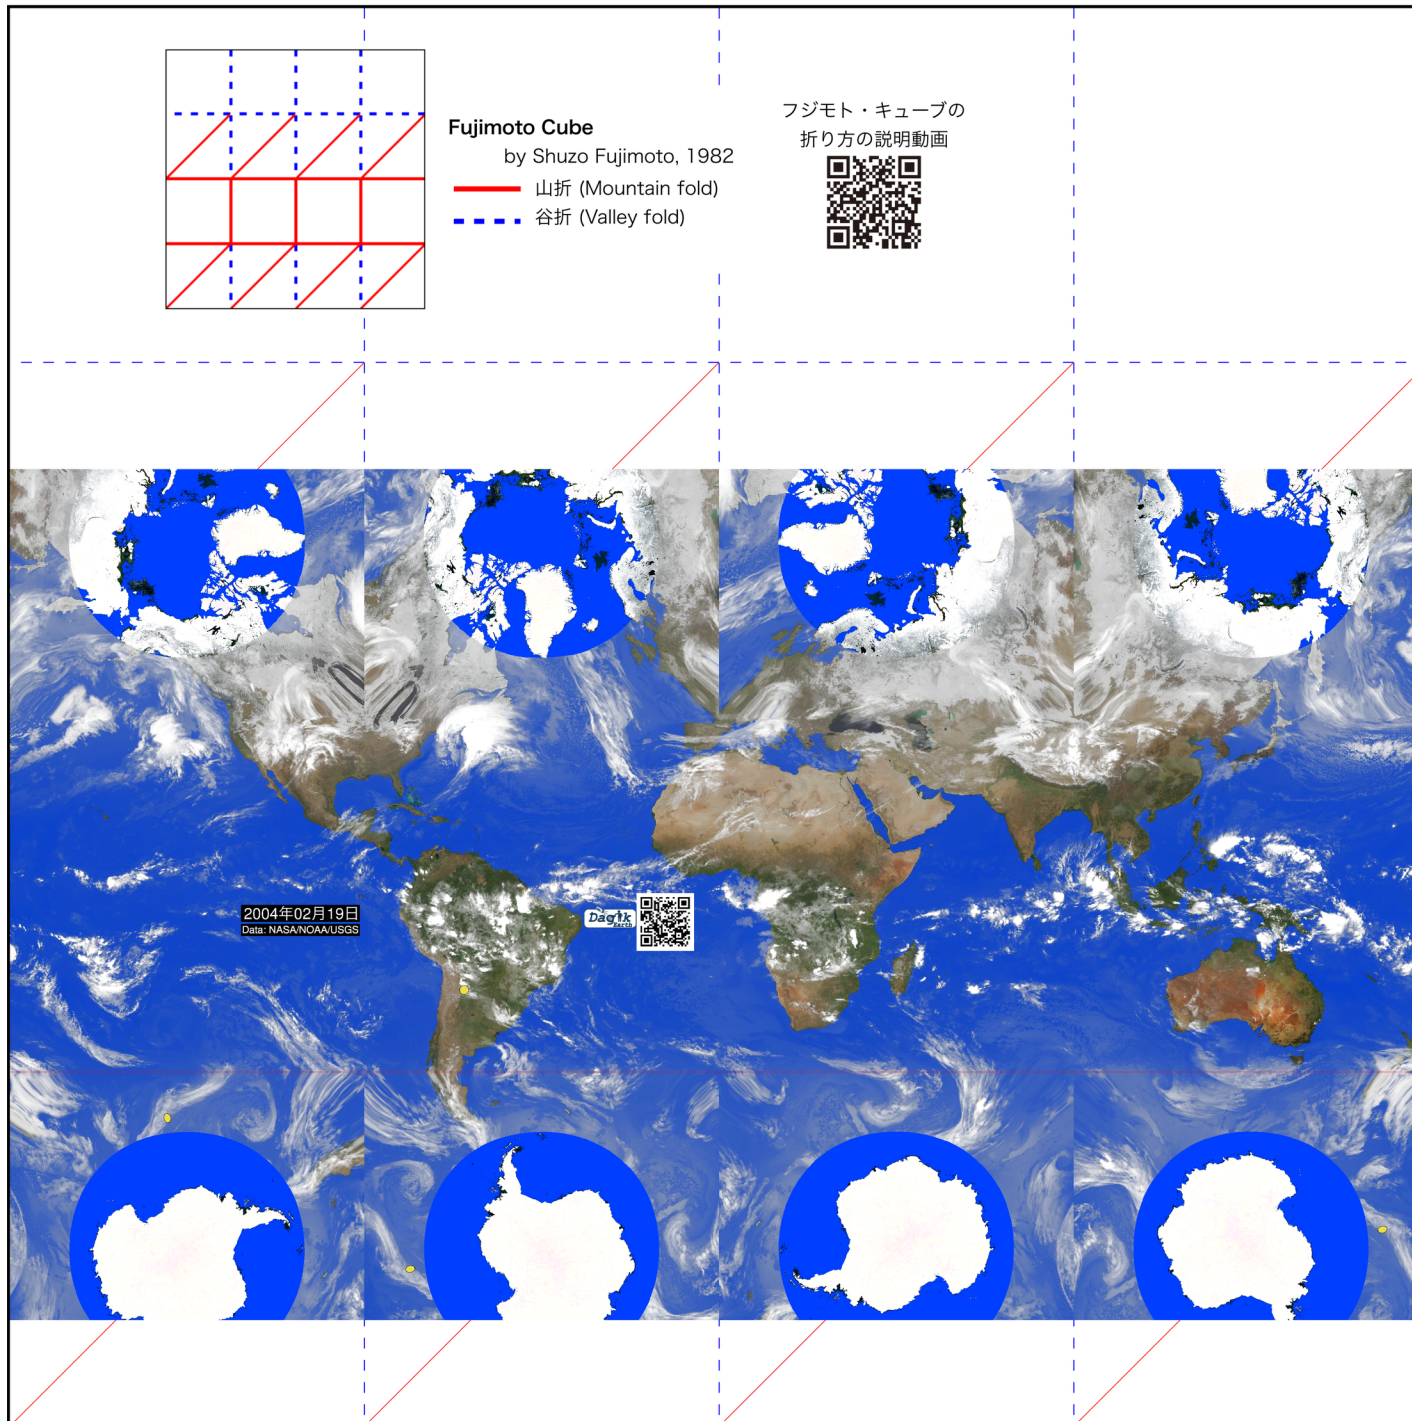 Fujimoto Cube
by Shuzo Fujimoto, 1982
山折 (Mountain fold)
谷折 (Valley fold)
フジモト・キューブの
折り方の説明動画
2004年02月19日
Data: NASA/NOAA/USGS
Dagik
Earth